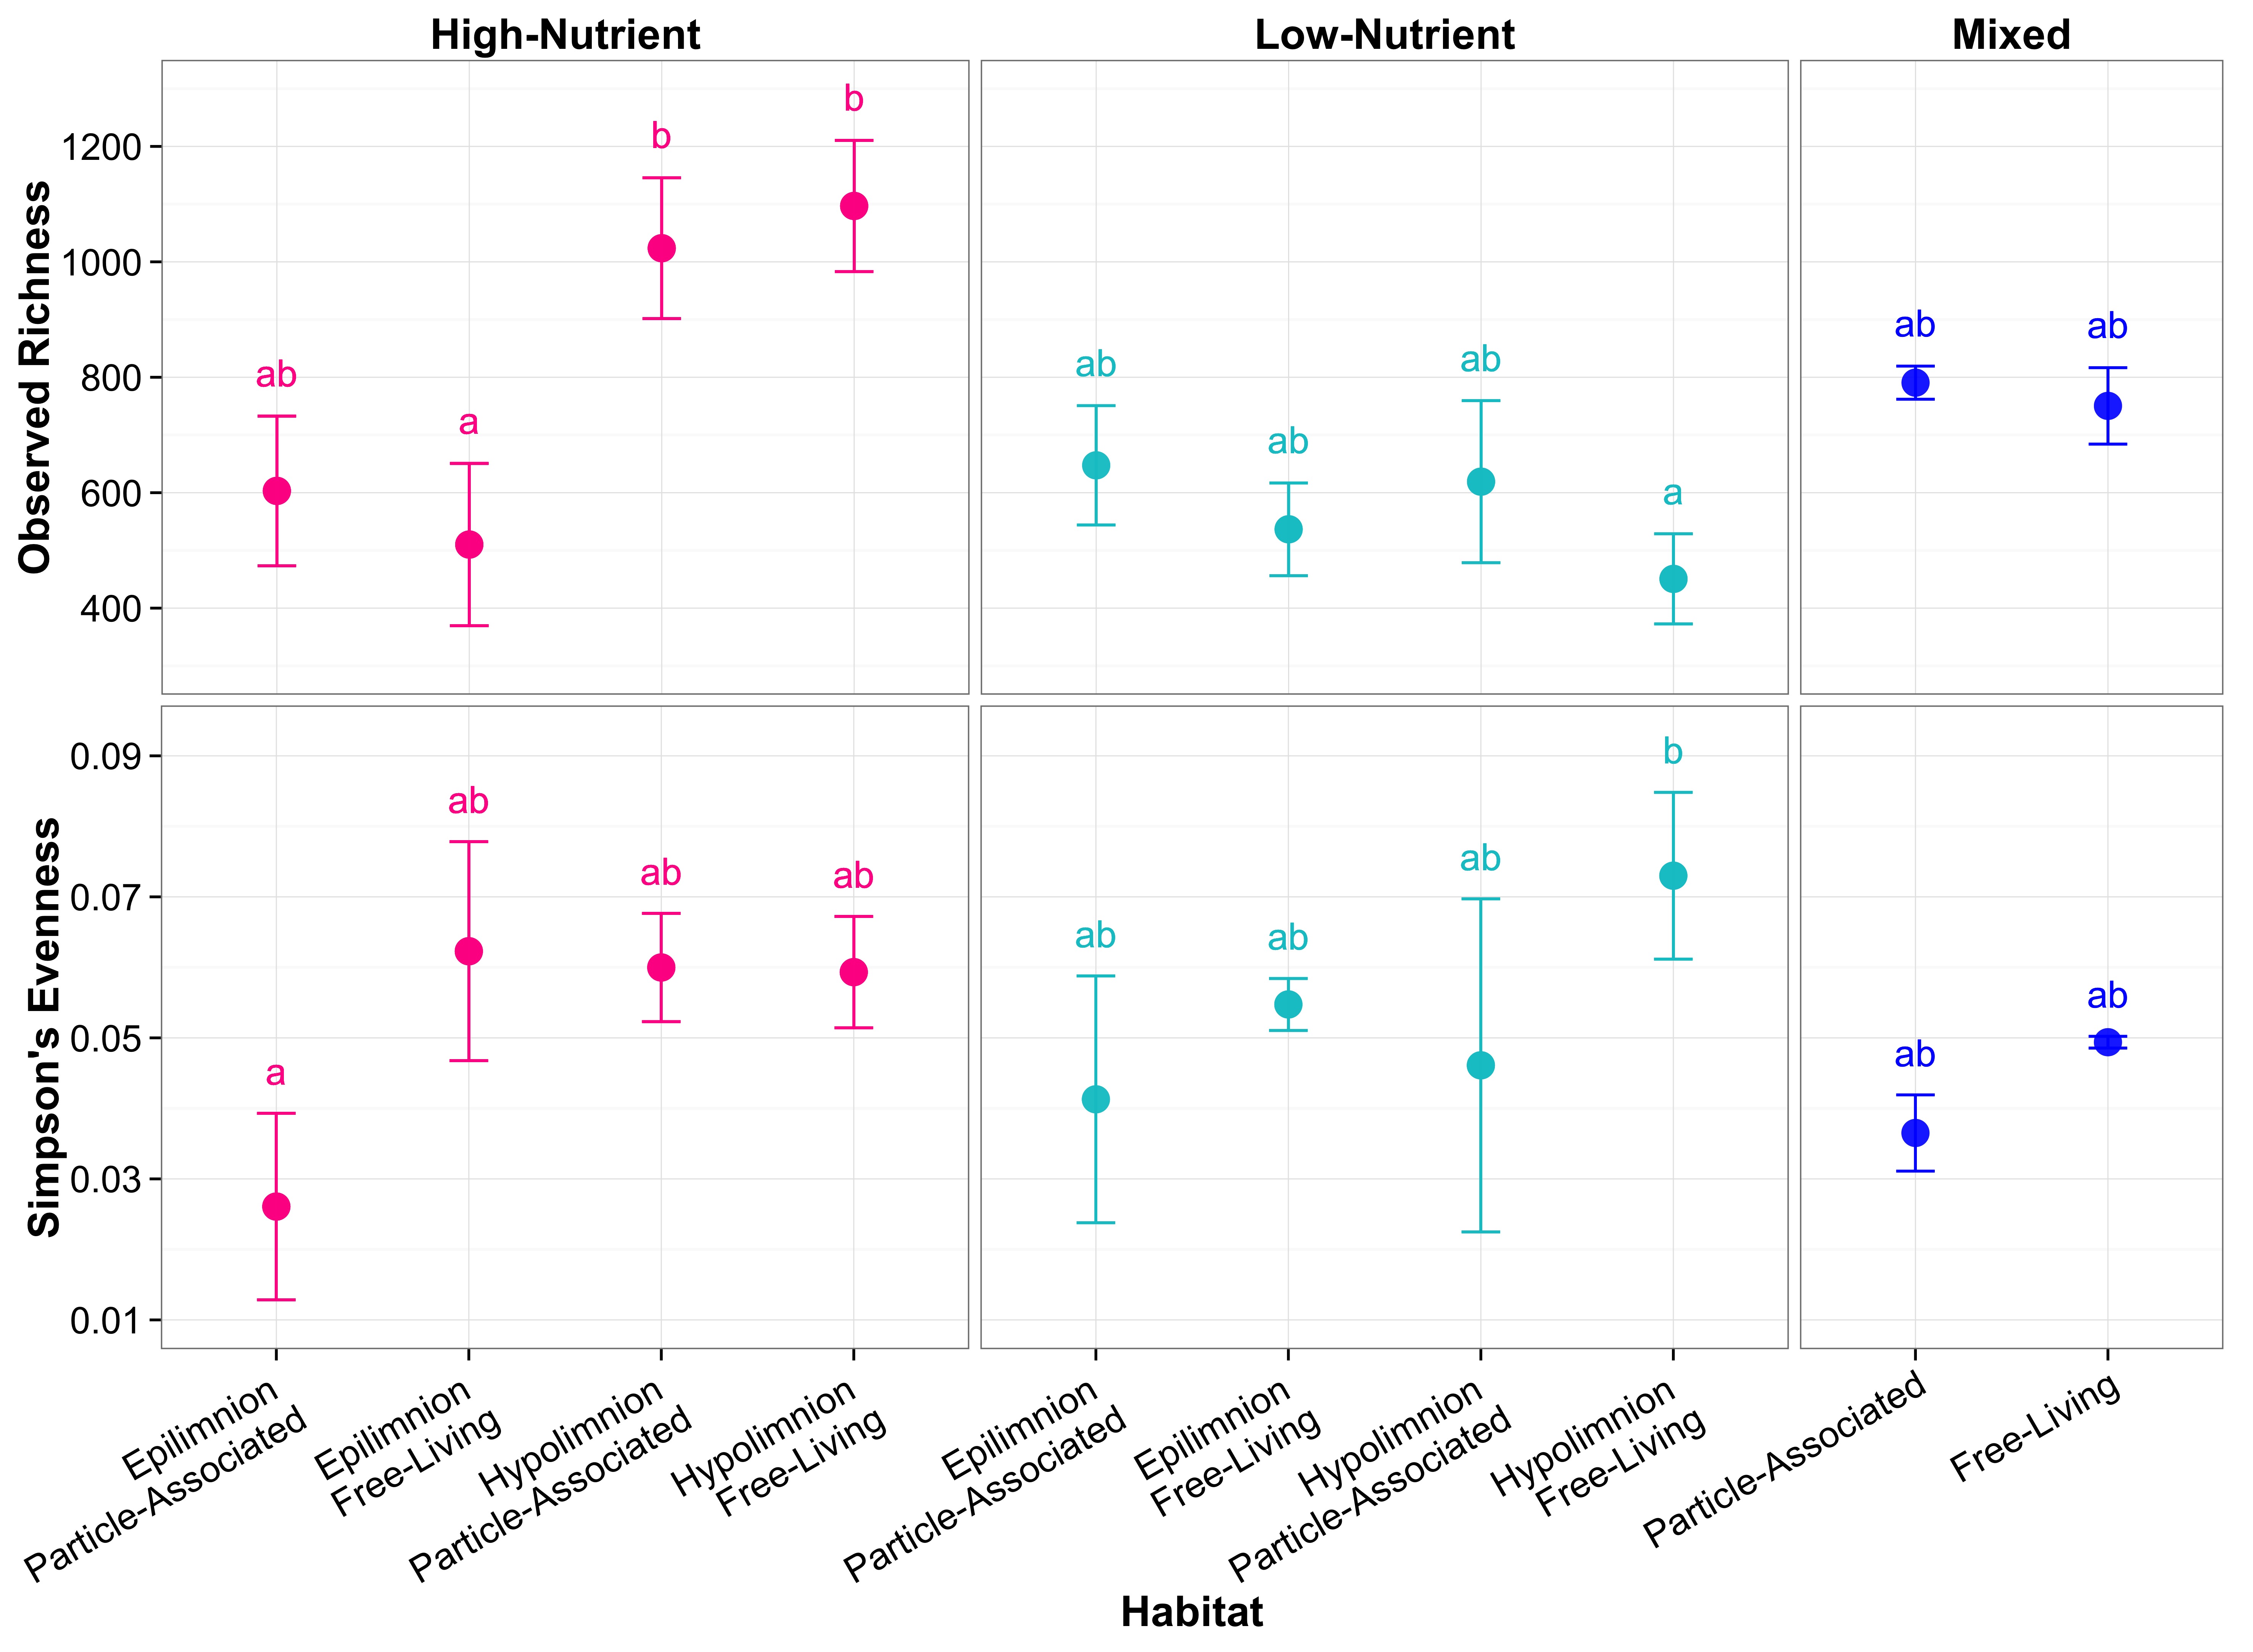 High-Nutrient
Low-Nutrient
Mixed
Observed Richness
1200
1000
800
600
400
ab
a
b
b
ab
ab
ab
a
ab
ab
Simpson's Evenness
0.09
0.07
0.05
0.03
0.01
a
ab
ab
ab
ab
ab
ab
b
ab
ab
Epilimnion
Particle-Associated
Epilimnion
Free-Living
Hypolimnion
Particle-Associated
Hypolimnion
Free-Living
Epilimnion
Particle-Associated
Epilimnion
Free-Living
Hypolimnion
Particle-Associated
Hypolimnion
Free-Living
Particle-Associated
Free-Living
Habitat